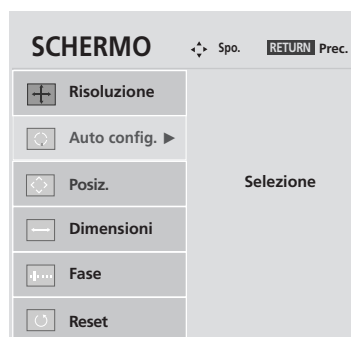 SCHERMO Spo. RETURN Prec.
Risoluzione
Auto config. ►
Posiz.
Selezione
Dimensioni
Fase
Reset